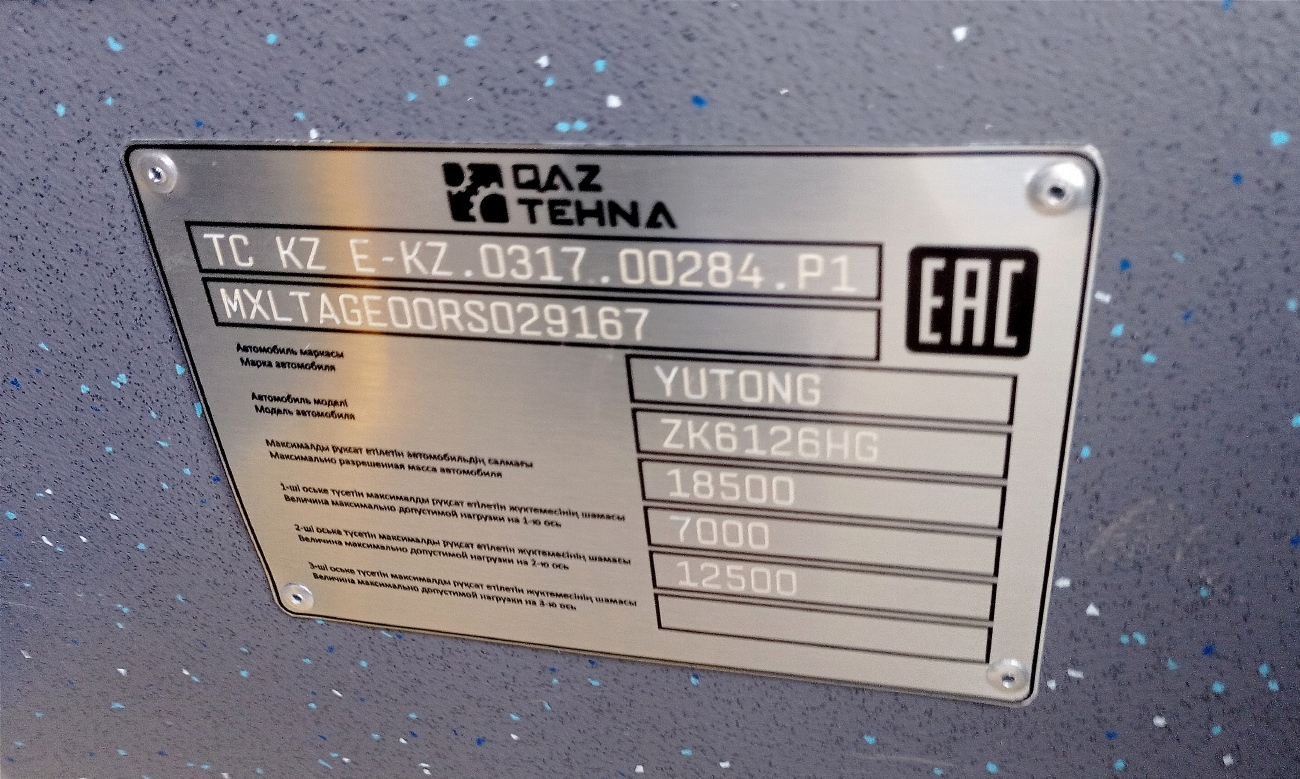 QAZ
TEHNA
TC KZ E-KZ.0317.00284.P1
EAC
MXLTAGE00RS029167
Автомобиль маркасы
Марка автомобиля
YUTONG
Автомобиль моделі
Модель автомобиля
ZK6126HG
Максималды рұқсат етілетін автомобильдің салмағы
Максимально разрешенная масса автомобиля
18500
1-ші оське түсетін максималды рұқсат етілетін жүктемесінің шамасы
Величина максимально допустимой нагрузки на 1-ю ось
7000
2-ші оське түсетін максималды рұқсат етілетін жүктемесінің шамасы
Величина максимально допустимой нагрузки на 2-ю ось
12500
3-ші оське түсетін максималды рұқсат етілетін жүктемесінің шамасы
Величина максимально допустимой нагрузки на 3-ю ось